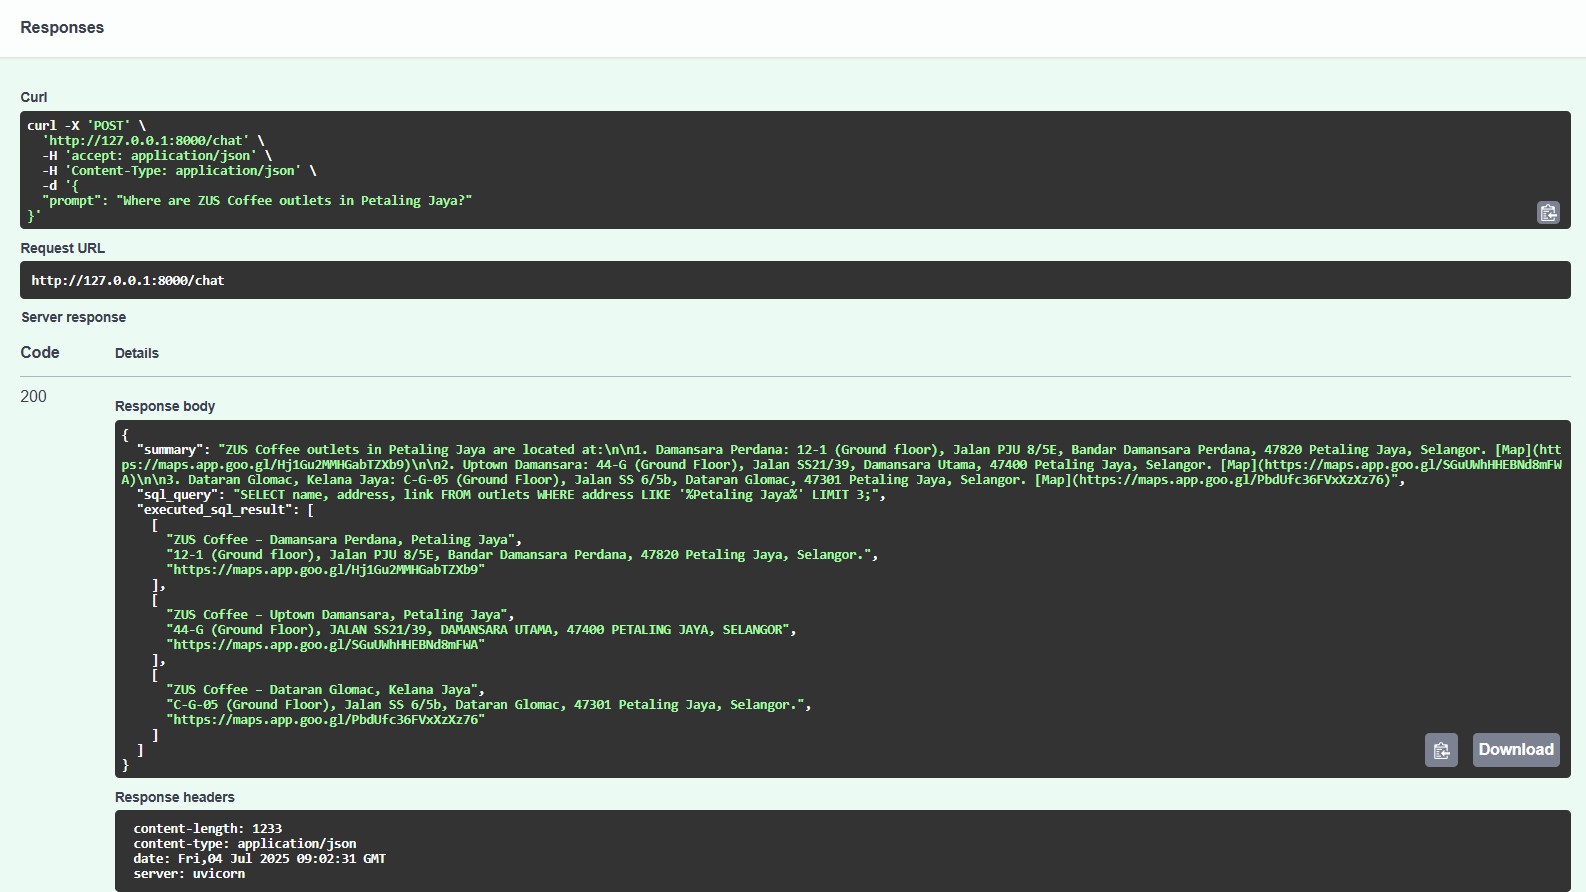 Responses
Curl
curl -X 'POST' \
  'http://127.0.0.1:8000/chat' \
  -H 'accept: application/json' \
  -H 'Content-Type: application/json' \
  -d '{
  "prompt": "Where are ZUS Coffee outlets in Petaling Jaya?"
}'
Request URL
http://127.0.0.1:8000/chat
Server response
Code Details
200
Response body
{
  "summary": "ZUS Coffee outlets in Petaling Jaya are located at:\n\n1. Damansara Perdana: 12-1 (Ground floor), Jalan PJU 8/5E, Bandar Damansara Perdana, 47820 Petaling Jaya, Selangor. [Map](htt
ps://maps.app.goo.gl/Hj1Gu2MMHGabTZXb9)\n\n2. Uptown Damansara: 44-G (Ground Floor), Jalan SS21/39, Damansara Utama, 47400 Petaling Jaya, Selangor. [Map](https://maps.app.goo.gl/SGuUWhHHEBNd8mFW
A)\n\n3. Dataran Glomac, Kelana Jaya: C-G-05 (Ground Floor), Jalan SS 6/5b, Dataran Glomac, 47301 Petaling Jaya, Selangor. [Map](https://maps.app.goo.gl/PbdUfc36FVxXzXz76)",
  "sql_query": "SELECT name, address, link FROM outlets WHERE address LIKE '%Petaling Jaya%' LIMIT 3;",
  "executed_sql_result": [
    [
      "ZUS Coffee – Damansara Perdana, Petaling Jaya",
      "12-1 (Ground floor), Jalan PJU 8/5E, Bandar Damansara Perdana, 47820 Petaling Jaya, Selangor.",
      "https://maps.app.goo.gl/Hj1Gu2MMHGabTZXb9"
    ],
    [
      "ZUS Coffee – Uptown Damansara, Petaling Jaya",
      "44-G (Ground Floor), JALAN SS21/39, DAMANSARA UTAMA, 47400 PETALING JAYA, SELANGOR",
      "https://maps.app.goo.gl/SGuUWhHHEBNd8mFWA"
    ],
    [
      "ZUS Coffee – Dataran Glomac, Kelana Jaya",
      "C-G-05 (Ground Floor), Jalan SS 6/5b, Dataran Glomac, 47301 Petaling Jaya, Selangor.",
      "https://maps.app.goo.gl/PbdUfc36FVxXzXz76"
    ]
  ]
}
Download
Response headers
content-length: 1233
content-type: application/json
date: Fri,04 Jul 2025 09:02:31 GMT
server: uvicorn